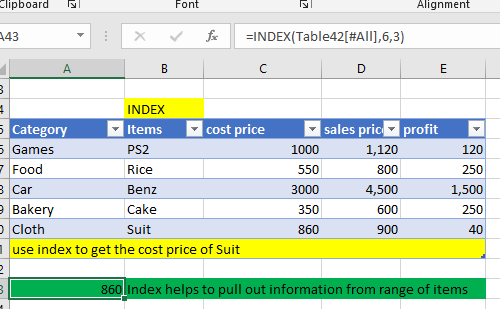 Font Alignment
A43 fx =INDEX(Table42[#All],6,3)
A B C D E
3
4 INDEX
5 Category Items cost price sales price profit
6 Games PS2 1000 1,120 120
7 Food Rice 550 800 250
8 Car Benz 3000 4,500 1,500
9 Bakery Cake 350 600 250
0 Cloth Suit 860 900 40
1 use index to get the cost price of Suit
2
3 860 Index helps to pull out information from range of items